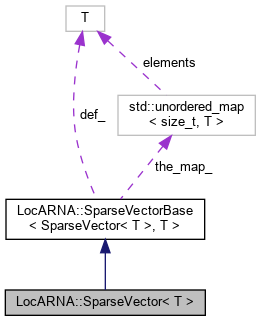 T
elements
def_
std::unordered_map
< size_t, T >
the_map_
LocARNA::SparseVectorBase
< SparseVector< T >, T >
LocARNA::SparseVector< T >